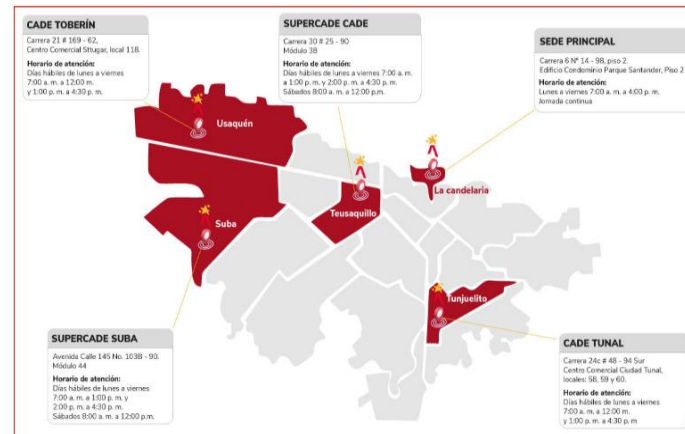 CADE TOBERÍN
Carrera 21 # 169 - 62,
Centro Comercial Sttugar, local 118.
Horario de atención:
Días hábiles de lunes a viernes
7:00 a. m. a 12:00 m.
y 1:00 p. m. a 4:30 p. m.
SUPERCADE CADE
Carrera 30 # 25 - 90
Módulo 38
Horario de atención:
Días hábiles de lunes a viernes 7:00 a. m.
a 1:00 p. m. y 2:00 p. m. a 4:30 p. m.
Sábados 8:00 a. m. a 12:00 p.m.
SEDE PRINCIPAL
Carrera 6 Nº 14 - 98, piso 2.
Edificio Condominio Parque Santander, Piso 2
Horario de atención:
Lunes a viernes 7:00 a. m. a 4:00 p. m.
Jornada continua
Usaquén
Suba
Teusaquillo
La candelaria
Tunjuelito
SUPERCADE SUBA
Avenida Calle 145 No. 103B - 90.
Módulo 44
Horario de atención:
Días hábiles de lunes a viernes
7:00 a. m. a 1:00 p. m. y
2:00 p. m. a 4:30 p. m.
Sábados 8:00 a. m. a 12:00 p.m.
CADE TUNAL
Carrera 24c # 48 - 94 Sur
Centro Comercial Ciudad Tunal,
locales: 58, 59 y 60.
Horario de atención:
Días hábiles de lunes a viernes
7:00 a. m. a 12:00 m.
y 1:00 p. m. a 4:30 p. m